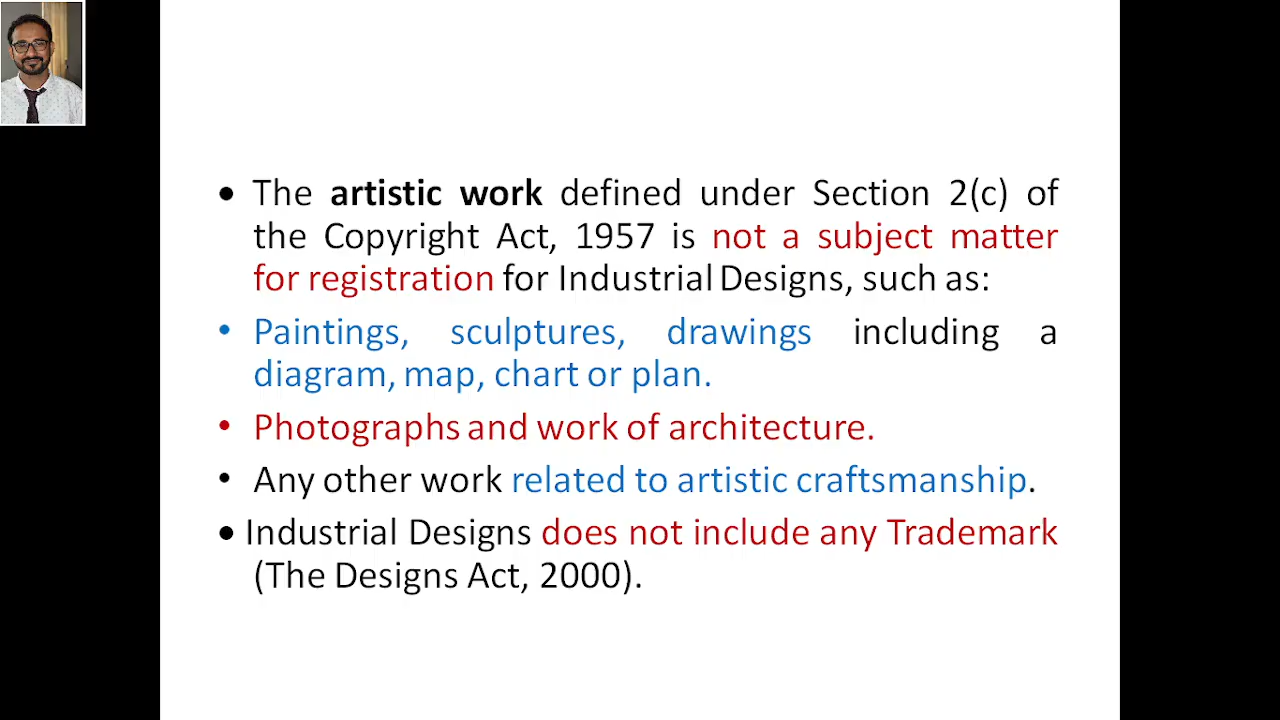 • The artistic work defined under Section 2(c) of
the Copyright Act, 1957 is not a subject matter
for registration for Industrial Designs, such as:
• Paintings, sculptures, drawings including a
diagram, map, chart or plan.
• Photographs and work of architecture.
• Any other work related to artistic craftsmanship.
• Industrial Designs does not include any Trademark
(The Designs Act, 2000).